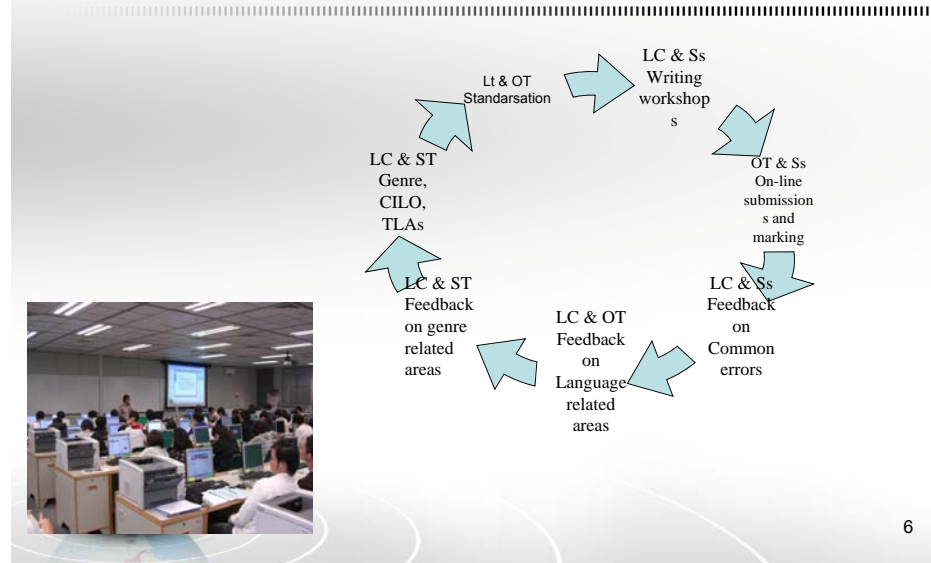 Lt & OT
Standarsation
LC & Ss
Writing
workshop
s
OT & Ss
On-line
submission
s and
marking
LC & Ss
Feedback
on
Common
errors
LC & OT
Feedback
on
Language
related
areas
LC & ST
Feedback
on genre
related
areas
LC & ST
Genre,
CILO,
TLAs
6